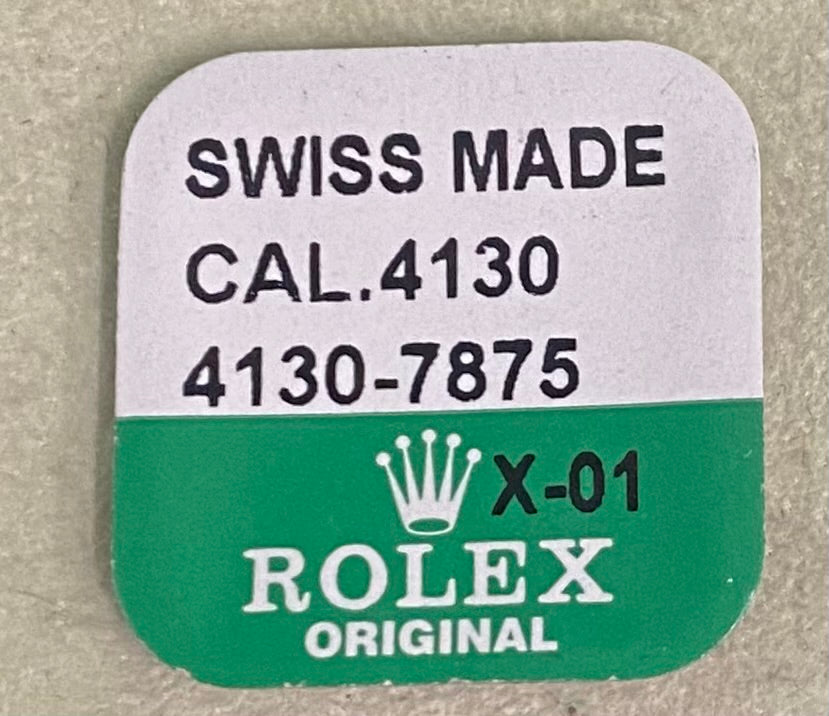 SWISS MADE
CAL.4130
4130-7875
X-01
ROLEX
ORIGINAL